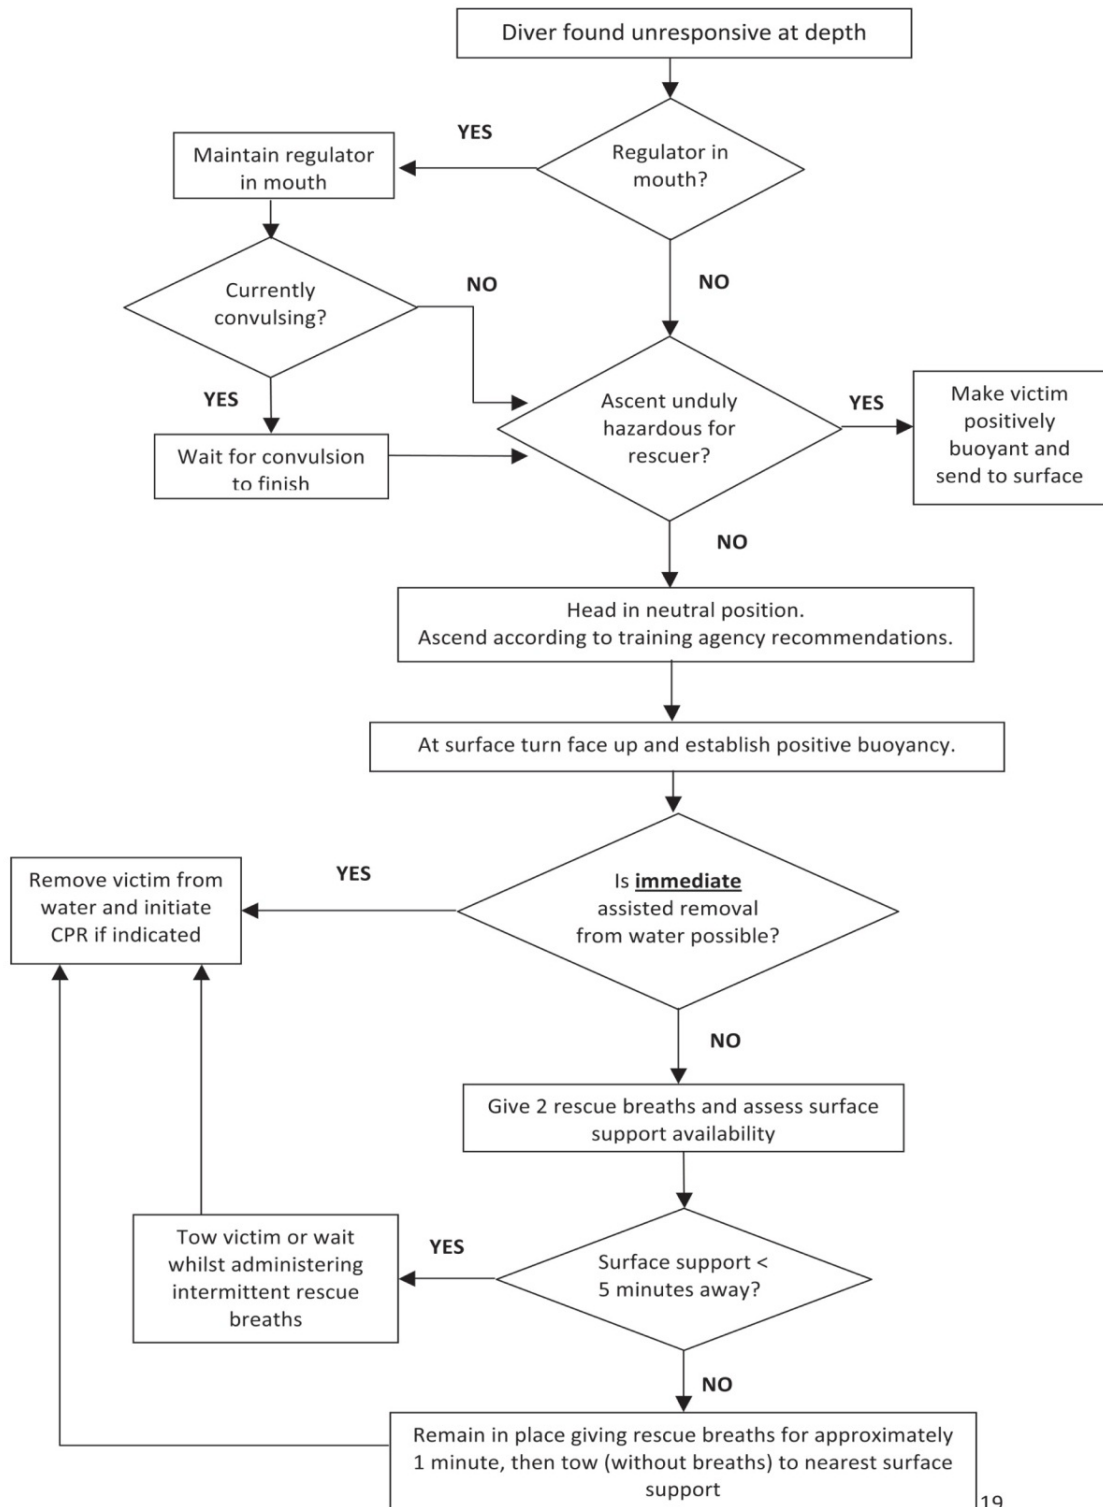 Diver found unresponsive at depth
YES
Regulator in
mouth?
Maintain regulator
in mouth
NO
Currently
convulsing?
NO
YES
Wait for convulsion
to finish
Ascent unduly
hazardous for
rescuer?
YES
Make victim
positively
buoyant and
send to surface
NO
Head in neutral position.
Ascend according to training agency recommendations.
At surface turn face up and establish positive buoyancy.
Is immediate
assisted removal
from water possible?
YES
Remove victim from
water and initiate
CPR if indicated
NO
Give 2 rescue breaths and assess surface
support availability
Surface support <
5 minutes away?
YES
Tow victim or wait
whilst administering
intermittent rescue
breaths
NO
Remain in place giving rescue breaths for approximately
1 minute, then tow (without breaths) to nearest surface
support
19